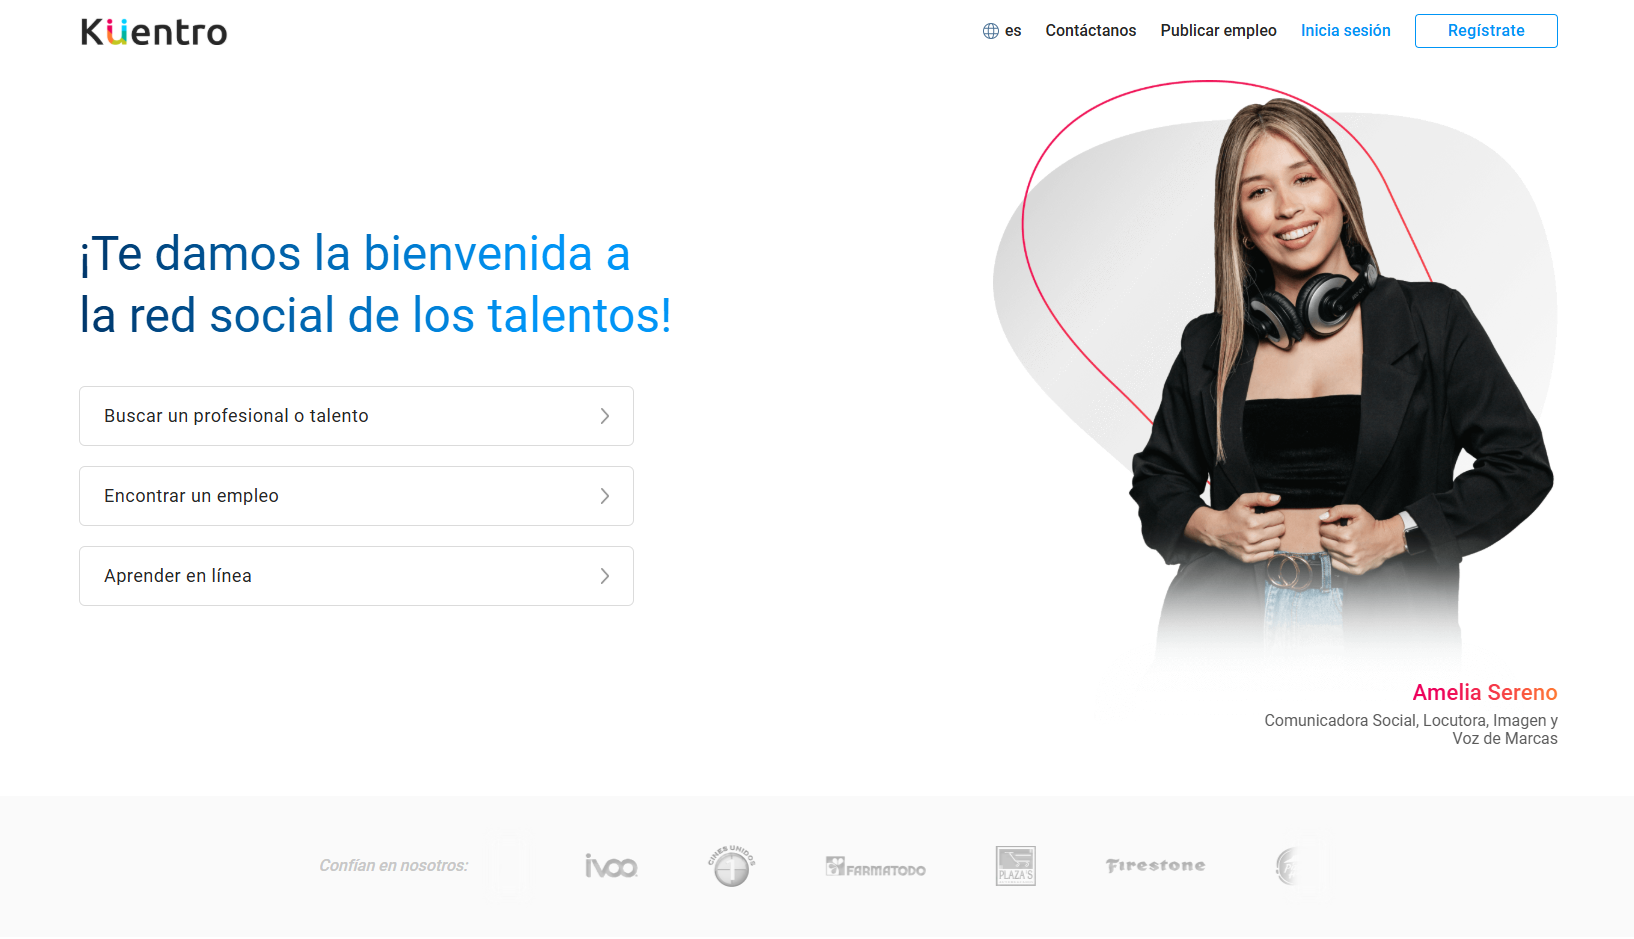 Küentro
es
Contáctanos
Publicar empleo
Inicia sesión
Regístrate
¡Te damos la bienvenida a
la red social de los talentos!
Buscar un profesional o talento
Encontrar un empleo
Aprender en línea
Amelia Sereno
Comunicadora Social, Locutora, Imagen y
Voz de Marcas
Confían en nosotros:
ivoo
CINES UNIDOS
FARMATODO
PLAZA'S
Firestone